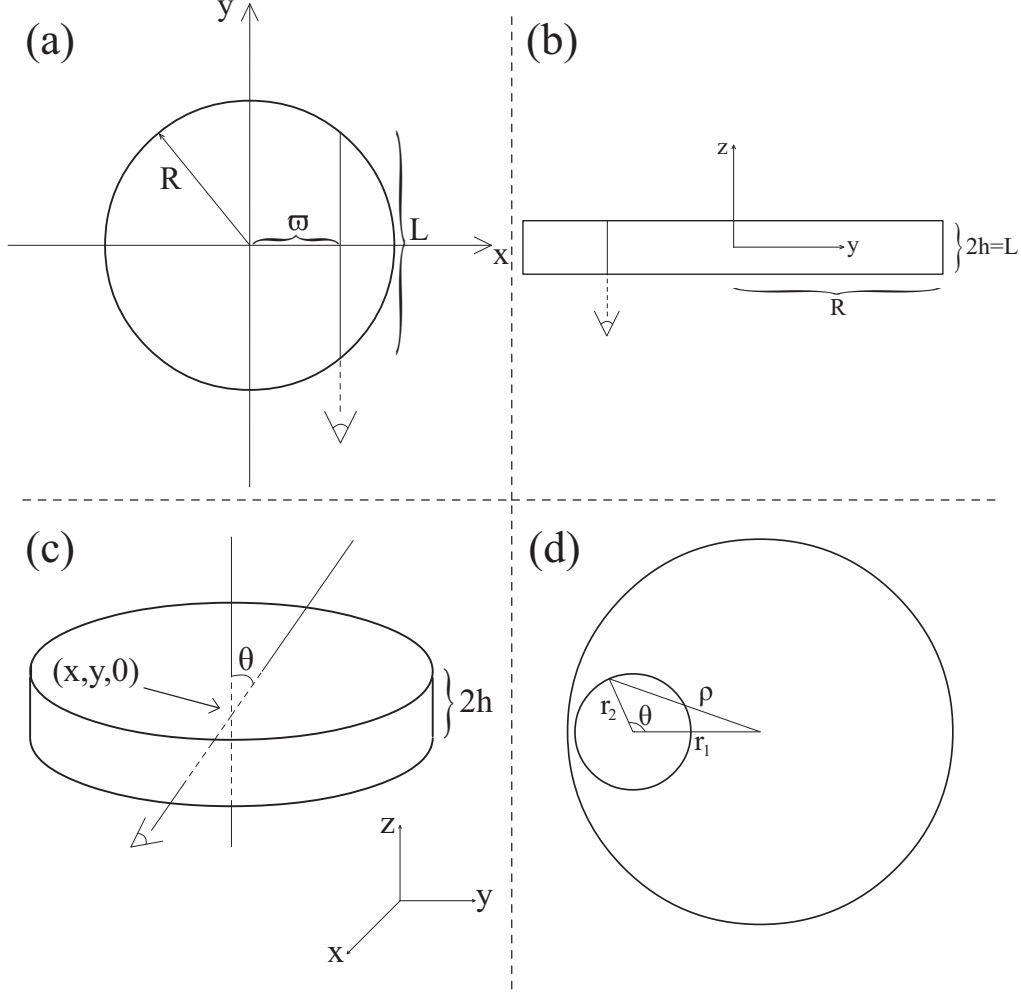 (a)
y
R
ϖ
L
x
(b)
z
y
2h=L
R
(c)
θ
(x,y,0)
2h
z
y
x
(d)
ρ
r₂
θ
r₁